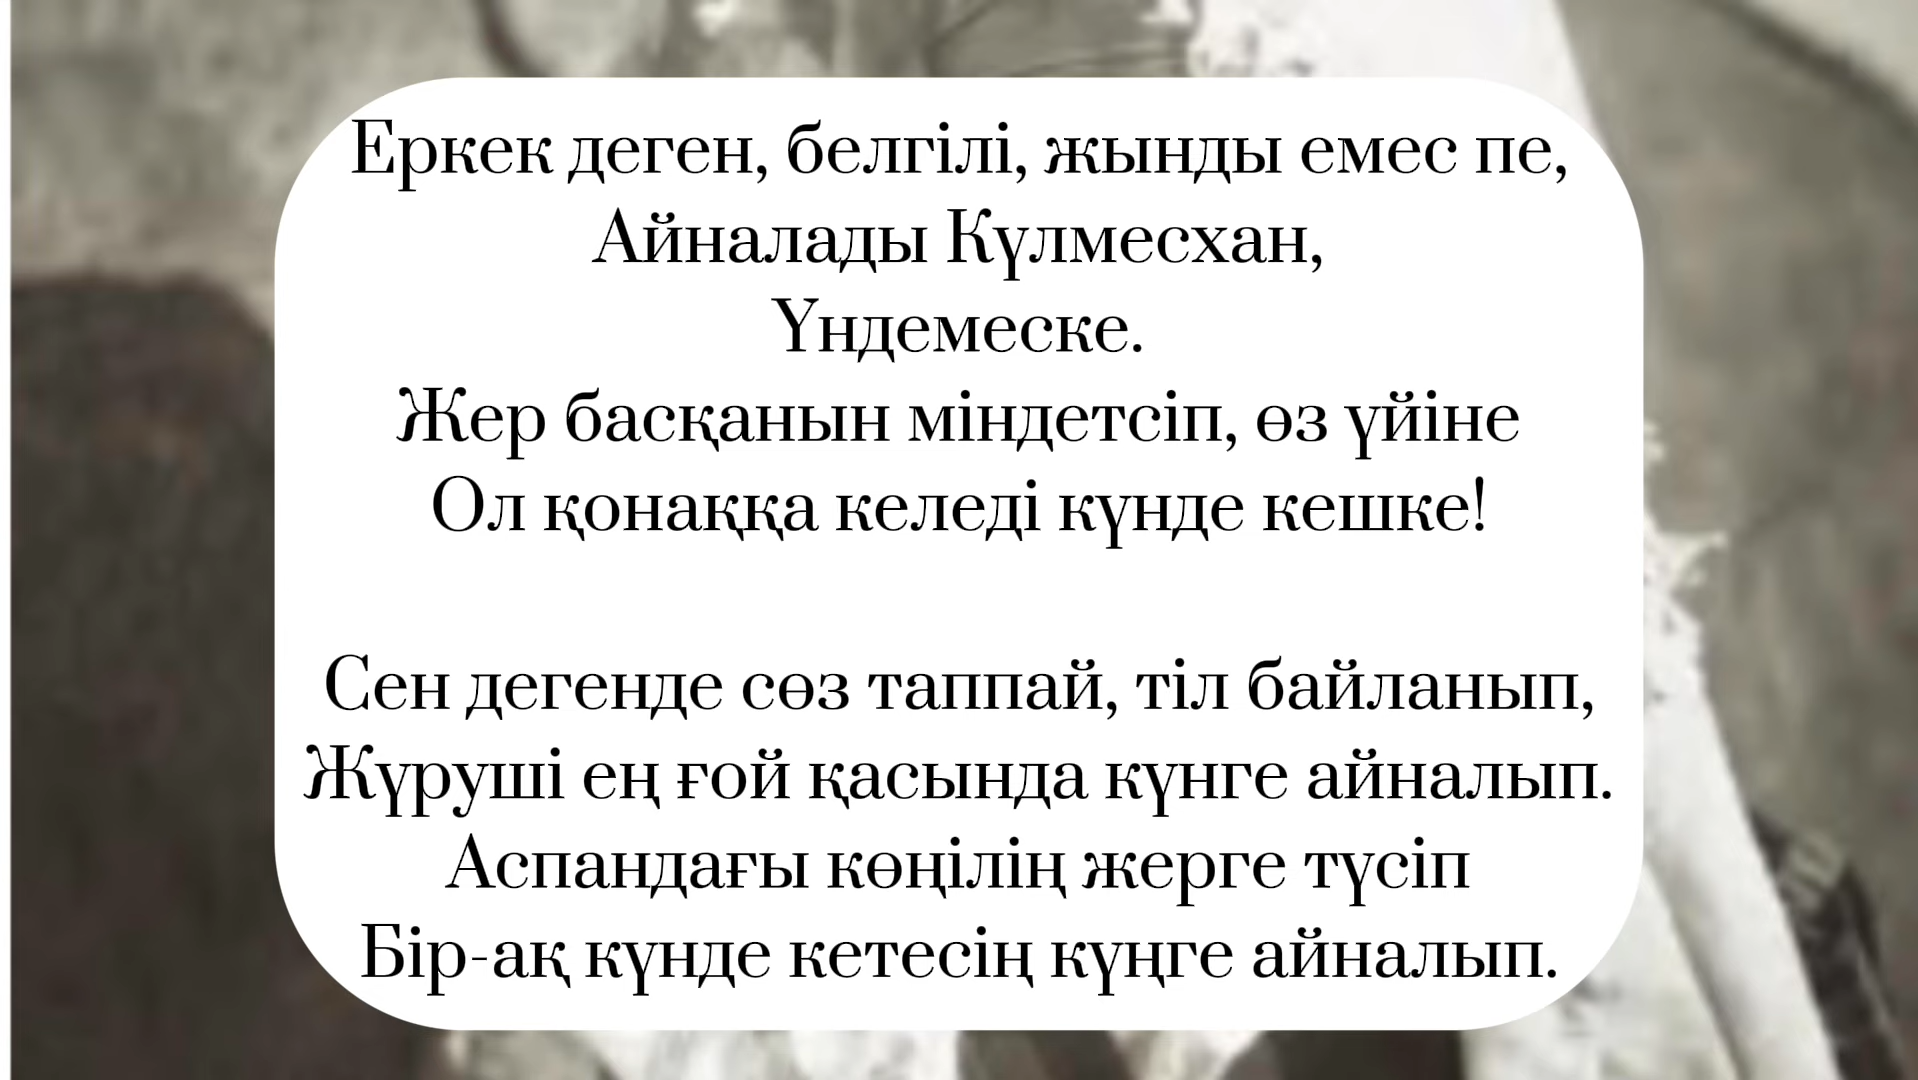 Еркек деген, белгілі, жынды емес пе,
Айналады Күлмесхан,
Үндемеске.
Жер басқанын міндетсіп, өз үйіне
Ол қонаққа келеді күнде кешке!
Сен дегенде сөз таппай, тіл байланып,
Жүруші ең ғой қасында күнге айналып.
Аспандағы көңілің жерге түсіп
Бір-ақ күнде кетесің күңге айналып.